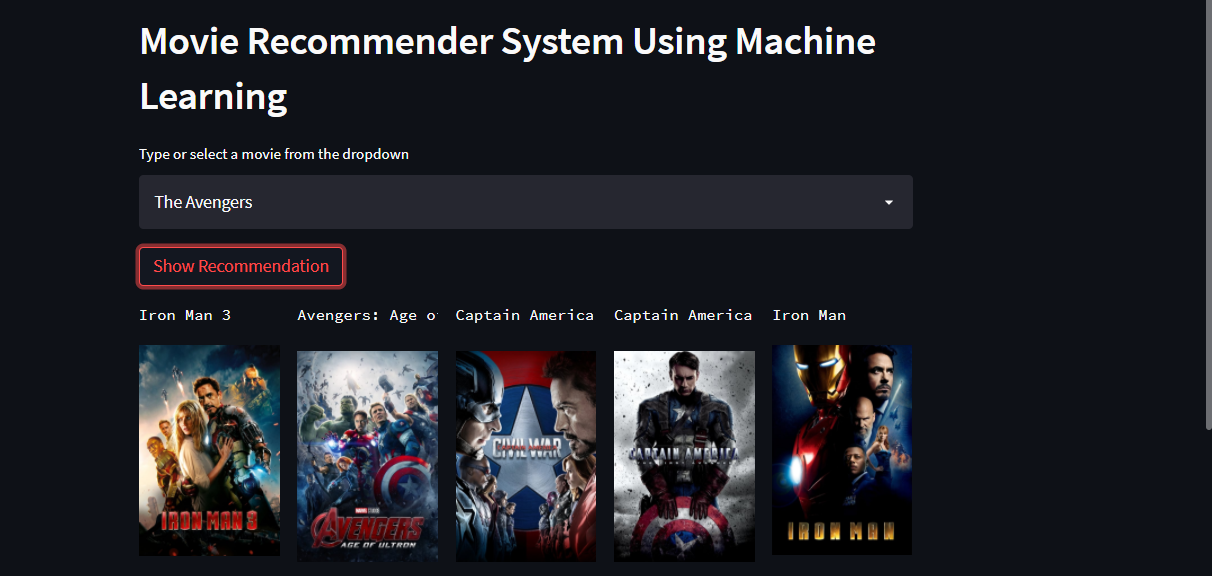 Movie Recommender System Using Machine
Learning
Type or select a movie from the dropdown
The Avengers
Show Recommendation
Iron Man 3
Avengers: Age o
Captain America
Captain America
Iron Man
IRON MAN 3
AVENGERS
AGE OF ULTRON
CIVIL WAR
CAPTAIN AMERICA
IRON MAN